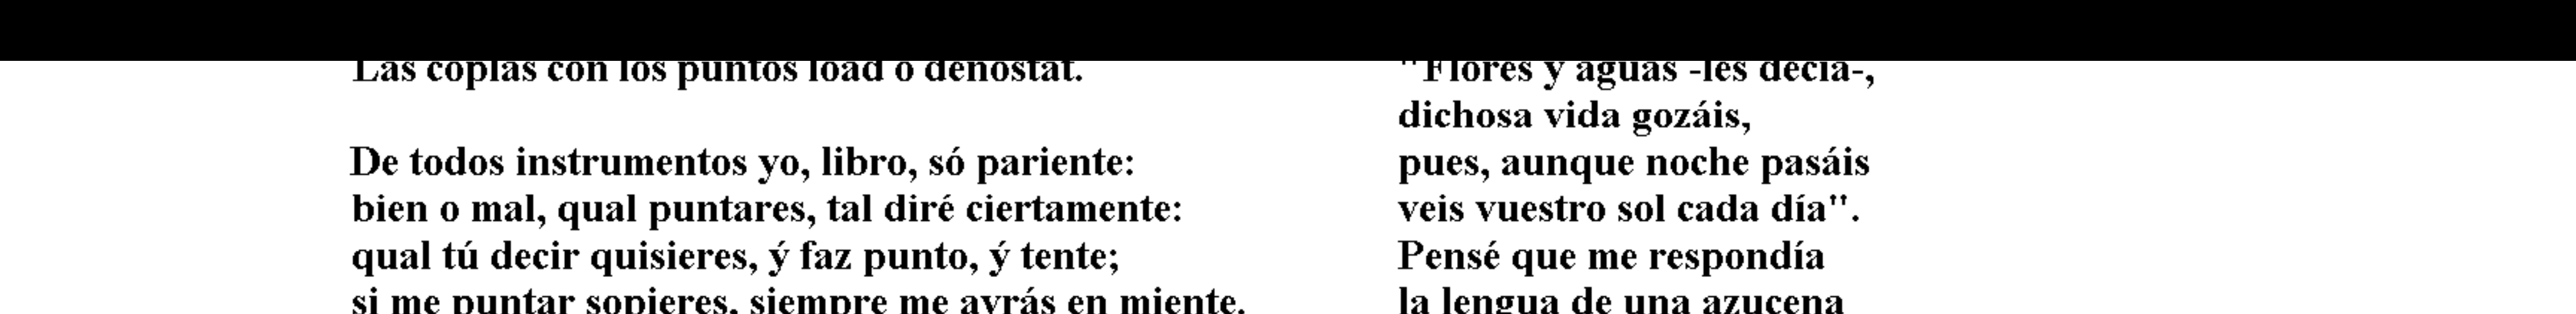 Las coplas con los puntos load o denostat.
De todos instrumentos yo, libro, só pariente:
bien o mal, qual puntares, tal diré ciertamente:
qual tú decir quisieres, ý faz punto, ý tente;
si me puntar sopieres, siempre me avrás en miente.
"Flores y aguas -les decía-,
dichosa vida gozáis,
pues, aunque noche pasáis
veis vuestro sol cada día".
Pensé que me respondía
la lengua de una azucena